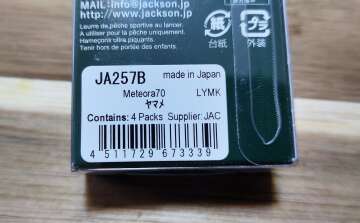 MAIL:info@jackson.jp
http://www.jackson.jp/
Leurre de pêche sportive au lancer.
A utiliser pour la pêche uniquement.
Hameçons ultra piquants.
Tenir hors de portée des enfants.
紙
台紙
プラ
外装
JA257B
made in Japan
Meteora70
LYMK
ヤマメ
Contains: 4 Packs Supplier: JAC
4 511729 673339